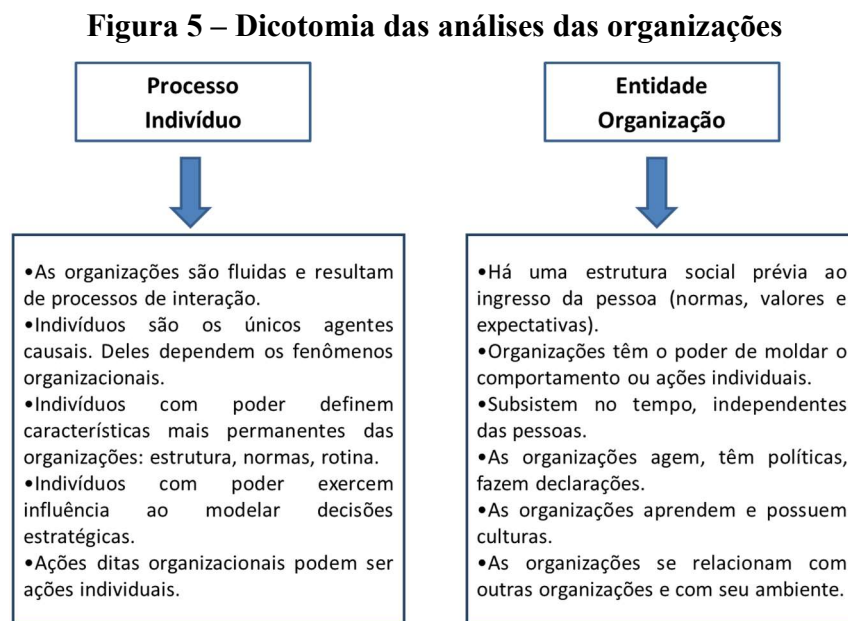 Figura 5 – Dicotomia das análises das organizações
Processo
Indivíduo
•As organizações são fluidas e resultam
de processos de interação.
•Indivíduos são os únicos agentes
causais. Deles dependem os fenômenos
organizacionais.
•Indivíduos com poder definem
características mais permanentes das
organizações: estrutura, normas, rotina.
•Indivíduos com poder exercem
influência ao modelar decisões
estratégicas.
•Ações ditas organizacionais podem ser
ações individuais.
Entidade
Organização
•Há uma estrutura social prévia ao
ingresso da pessoa (normas, valores e
expectativas).
•Organizações têm o poder de moldar o
comportamento ou ações individuais.
•Subsistem no tempo, independentes
das pessoas.
•As organizações agem, têm políticas,
fazem declarações.
•As organizações aprendem e possuem
culturas.
•As organizações se relacionam com
outras organizações e com seu ambiente.